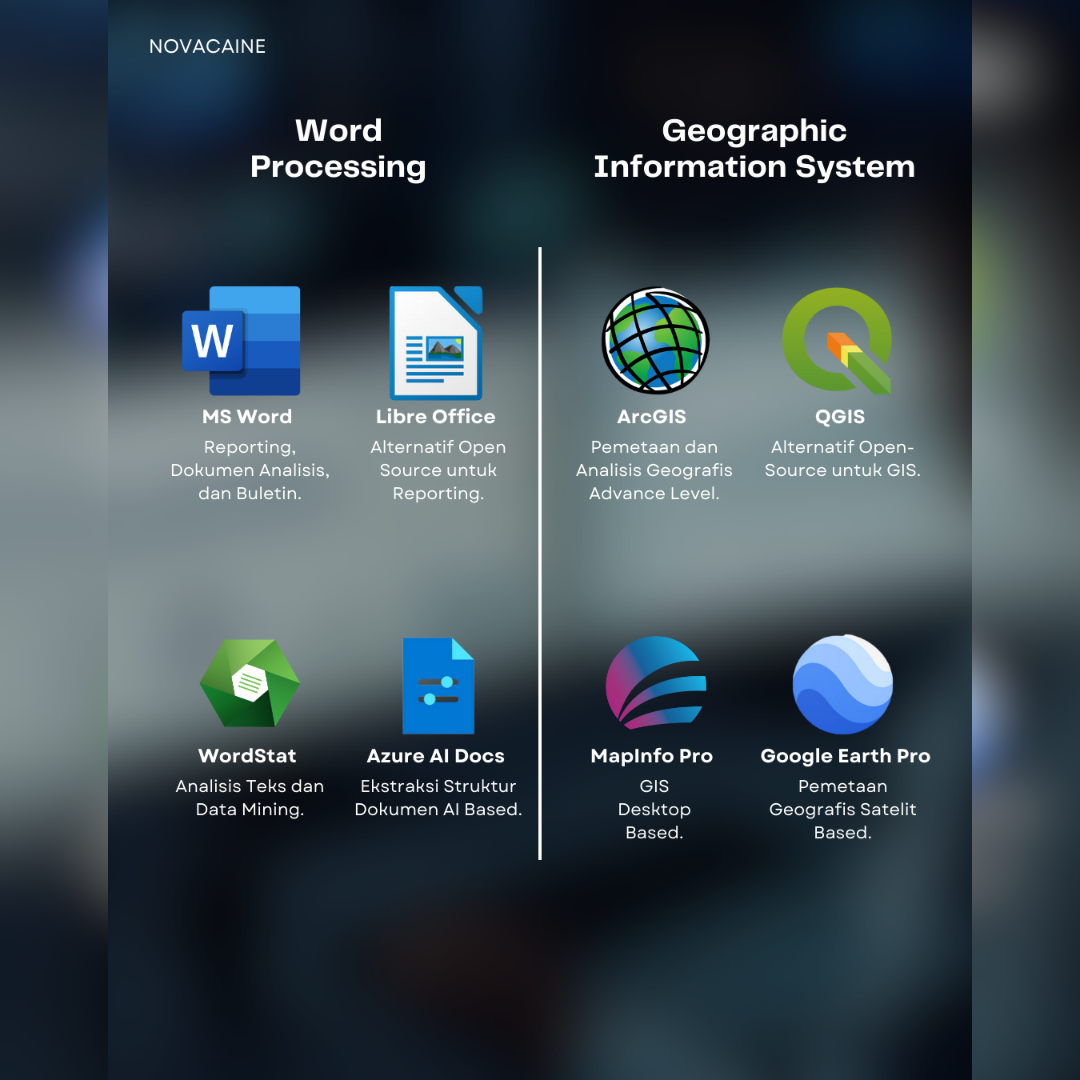 NOVACAINE
Word
Processing
Geographic
Information System
W
MS Word
Reporting,
Dokumen Analisis,
dan Buletin.
Libre Office
Alternatif Open
Source untuk
Reporting.
ArcGIS
Pemetaan dan
Analisis Geografis
Advance Level.
QGIS
Alternatif Open-
Source untuk GIS.
WordStat
Analisis Teks dan
Data Mining.
Azure AI Docs
Ekstraksi Struktur
Dokumen AI Based.
MapInfo Pro
GIS
Desktop
Based.
Google Earth Pro
Pemetaan
Geografis Satelit
Based.